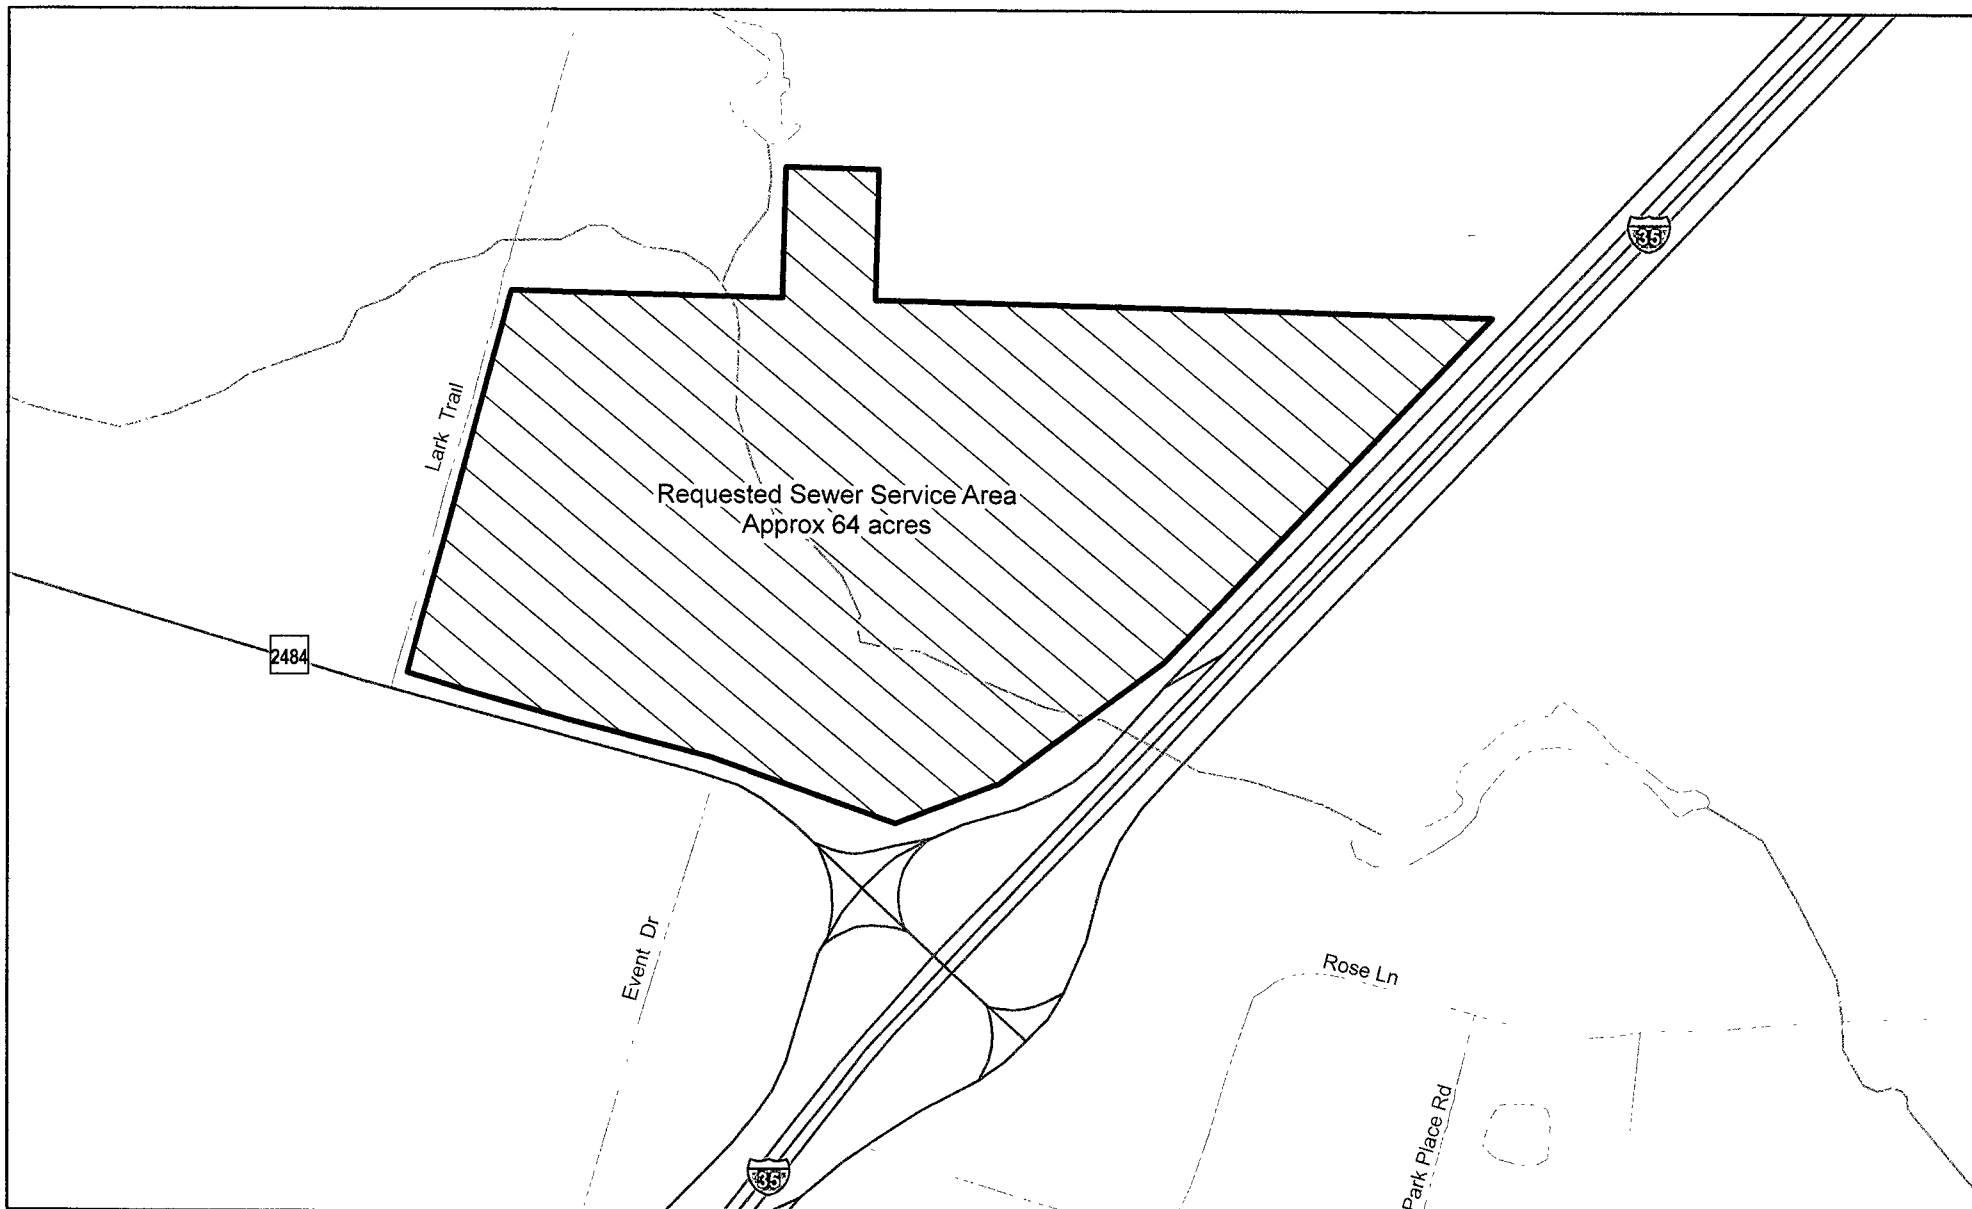 35
Lark Trail
Requested Sewer Service Area
Approx 64 acres
2484
Event Dr
Rose Ln
Park Place Rd
35